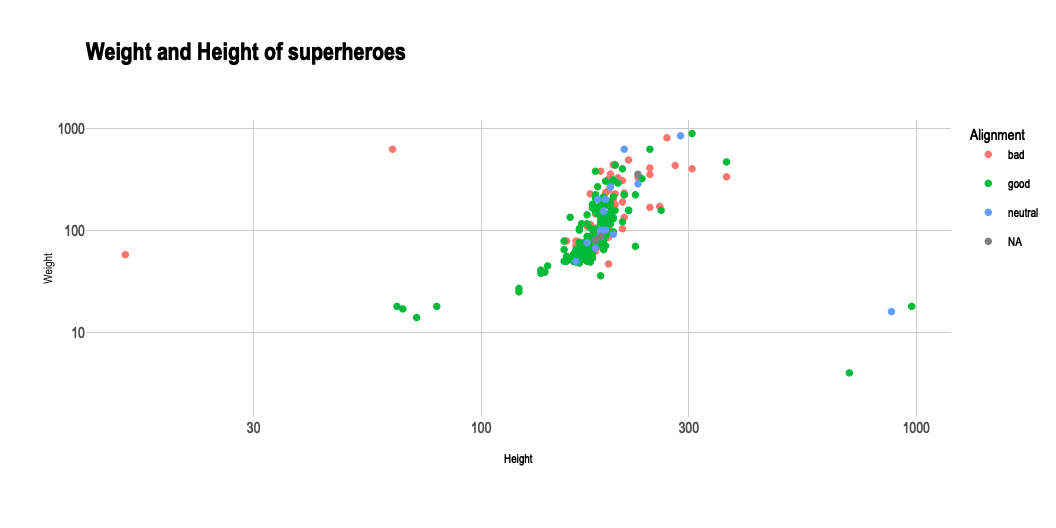 Weight and Height of superheroes
1000
100
10
Weight
30
100
300
1000
Height
Alignment
bad
good
neutral
NA